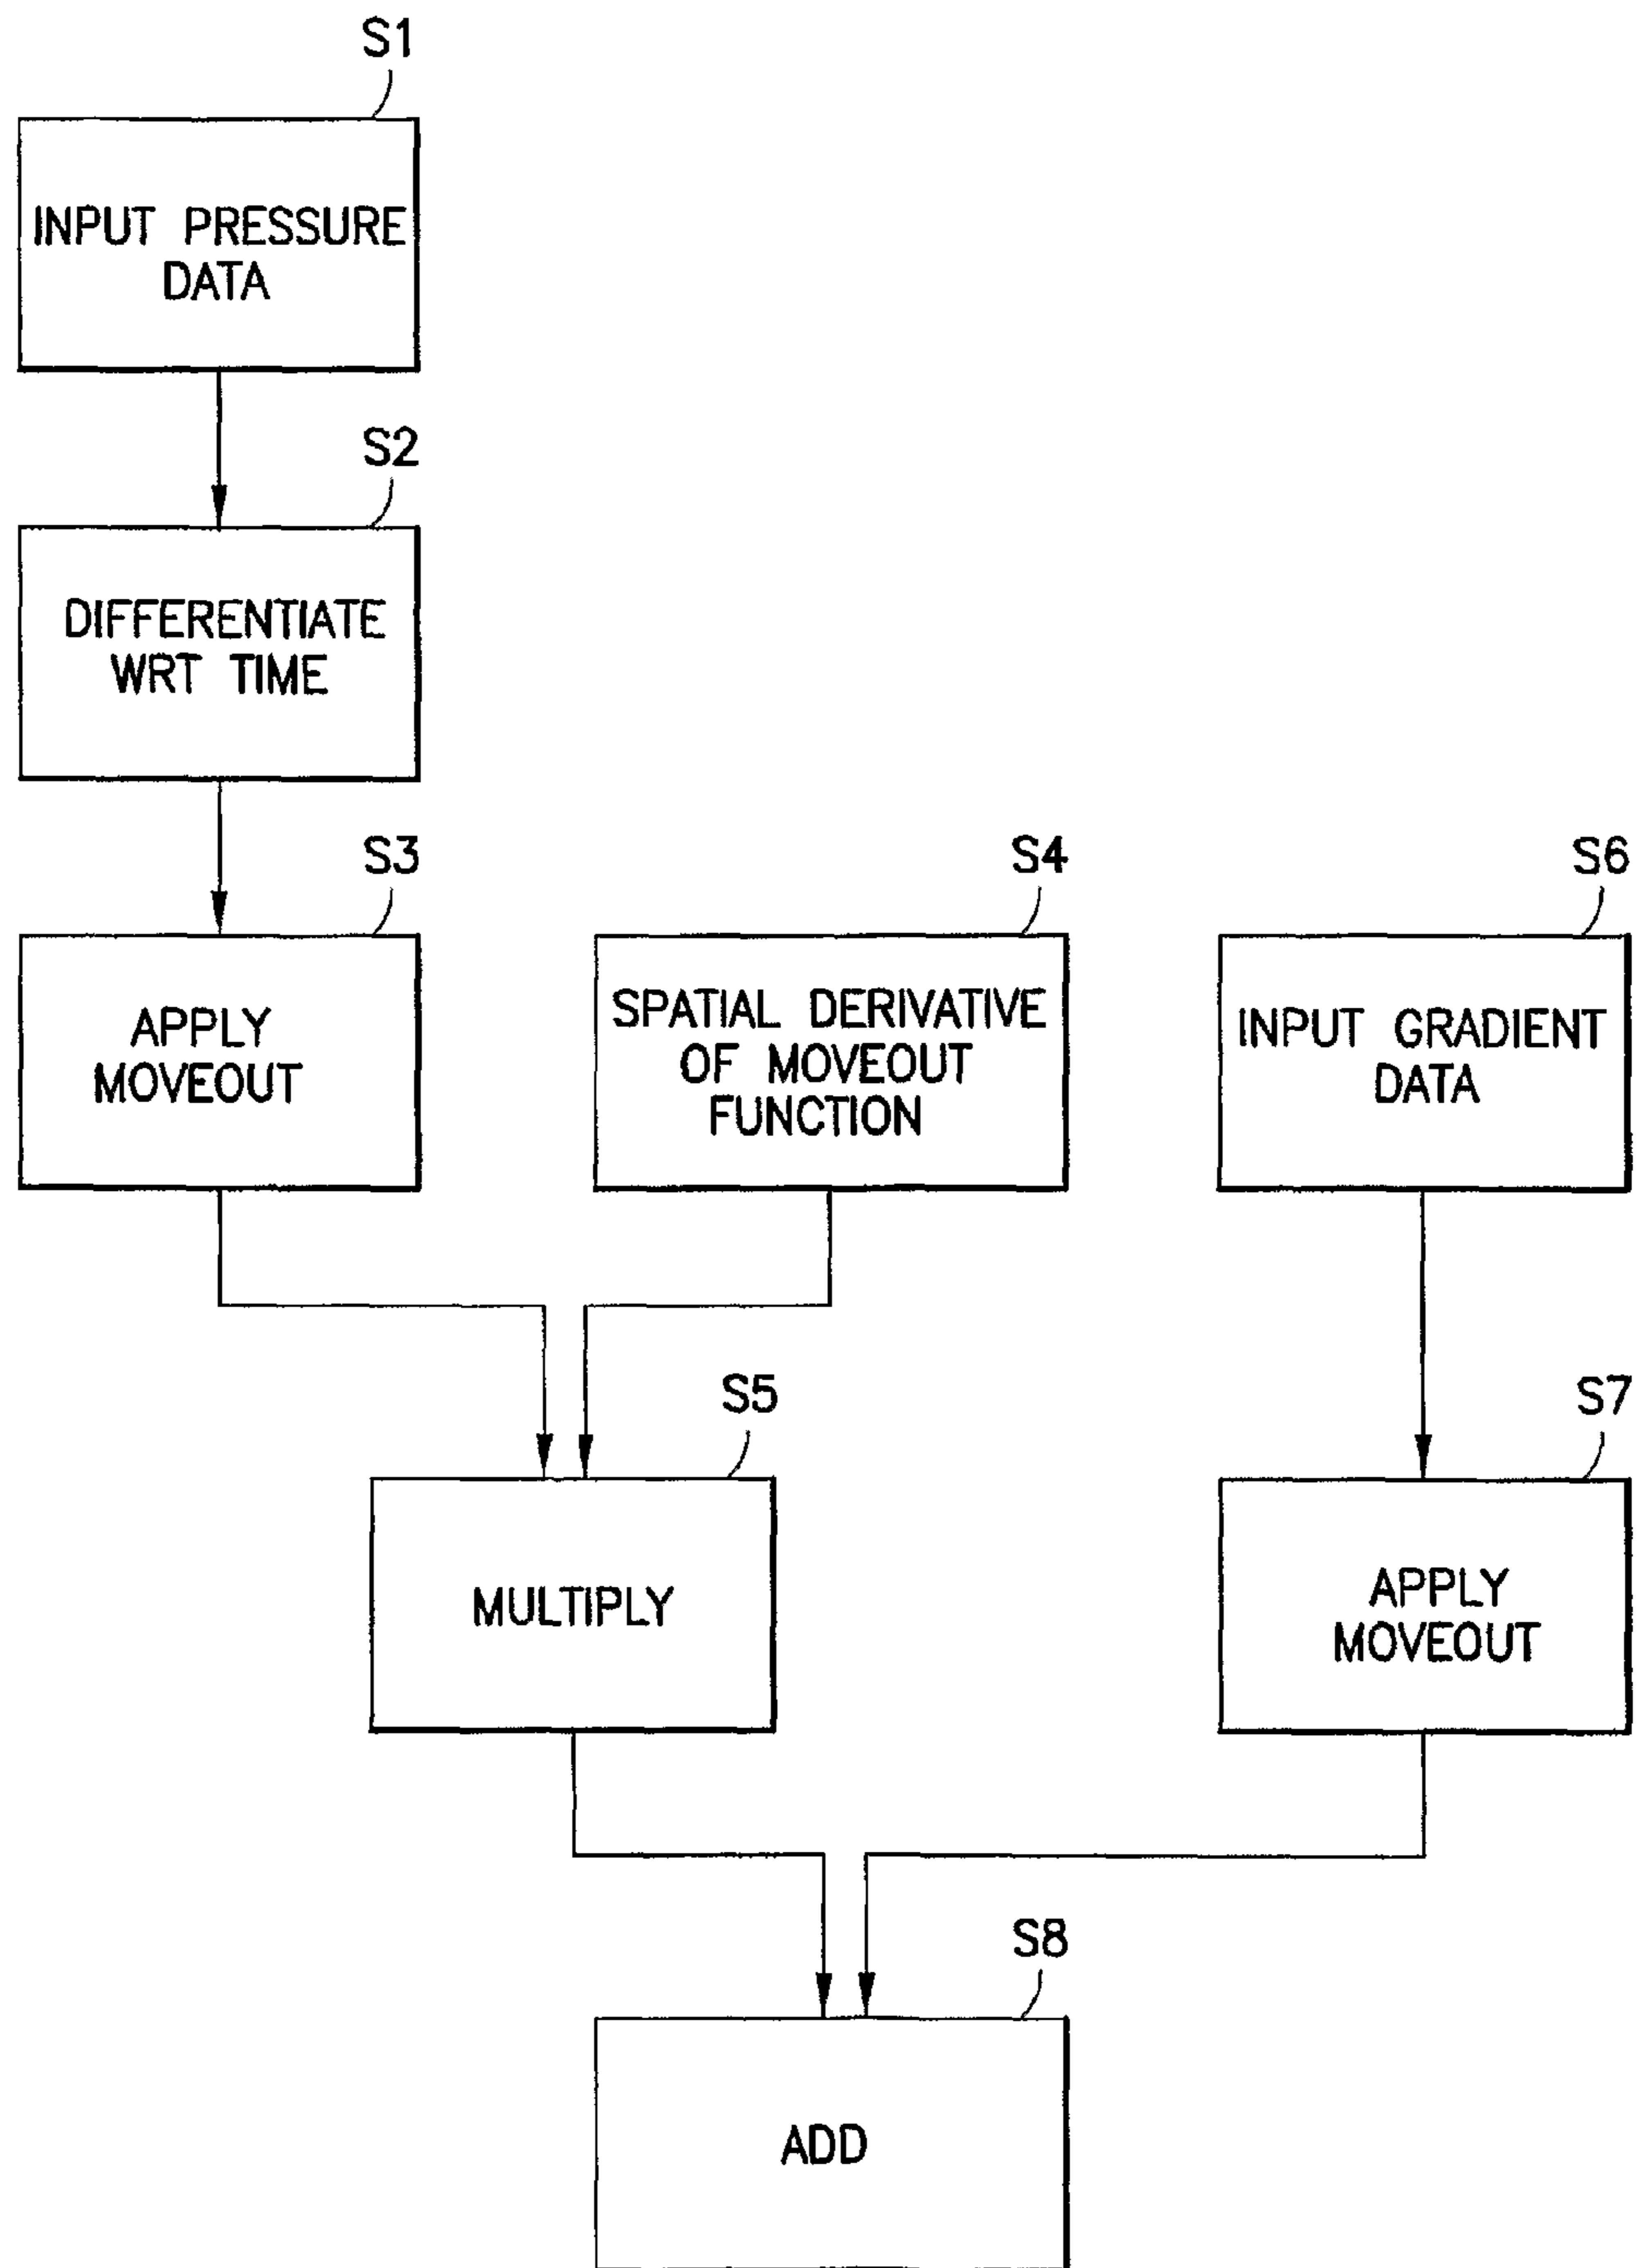 S1
INPUT PRESSURE
DATA
S2
DIFFERENTIATE
WRT TIME
S3
APPLY
MOVEOUT
S4
SPATIAL DERIVATIVE
OF MOVEOUT
FUNCTION
S6
INPUT GRADIENT
DATA
S5
MULTIPLY
S7
APPLY
MOVEOUT
S8
ADD